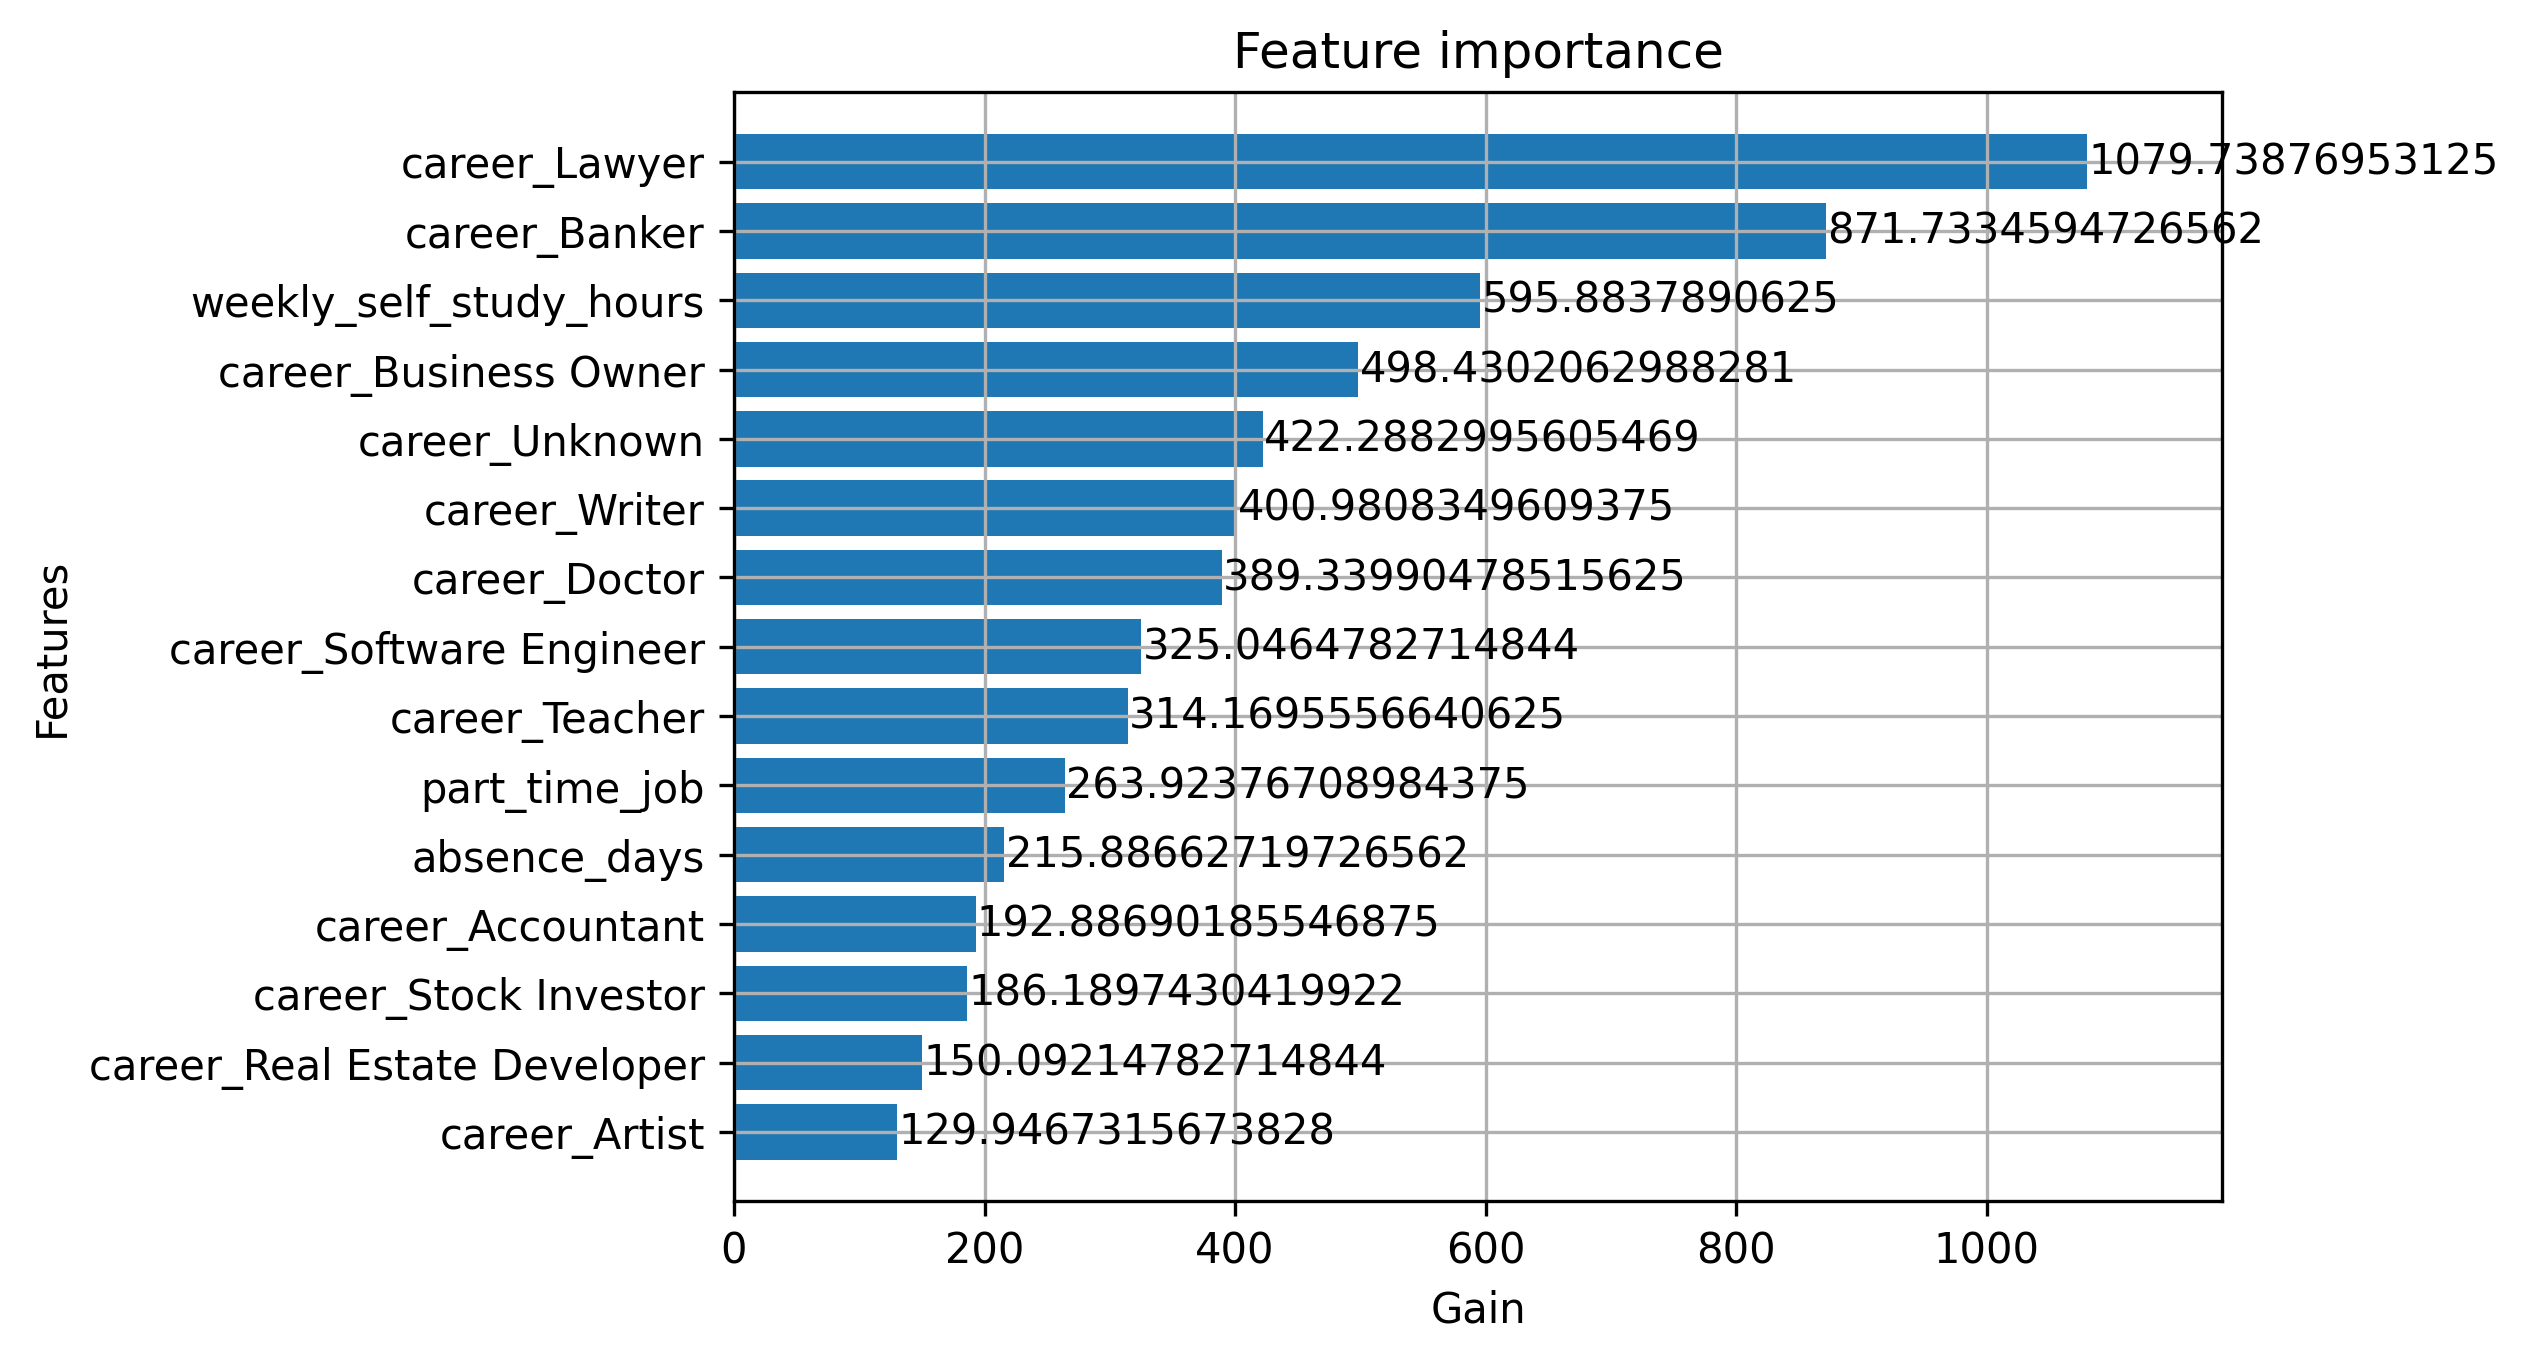 Feature importance
career_Lawyer 1079.73876953125
career_Banker 871.7334594726562
weekly_self_study_hours 595.8837890625
career_Business Owner 498.4302062988281
career_Unknown 422.2882995605469
career_Writer 400.9808349609375
career_Doctor 389.33990478515625
career_Software Engineer 325.0464782714844
career_Teacher 314.1695556640625
part_time_job 263.92376708984375
absence_days 215.88662719726562
career_Accountant 192.88690185546875
career_Stock Investor 186.1897430419922
career_Real Estate Developer 150.09214782714844
career_Artist 129.9467315673828
0 200 400 600 800 1000
Gain
Features